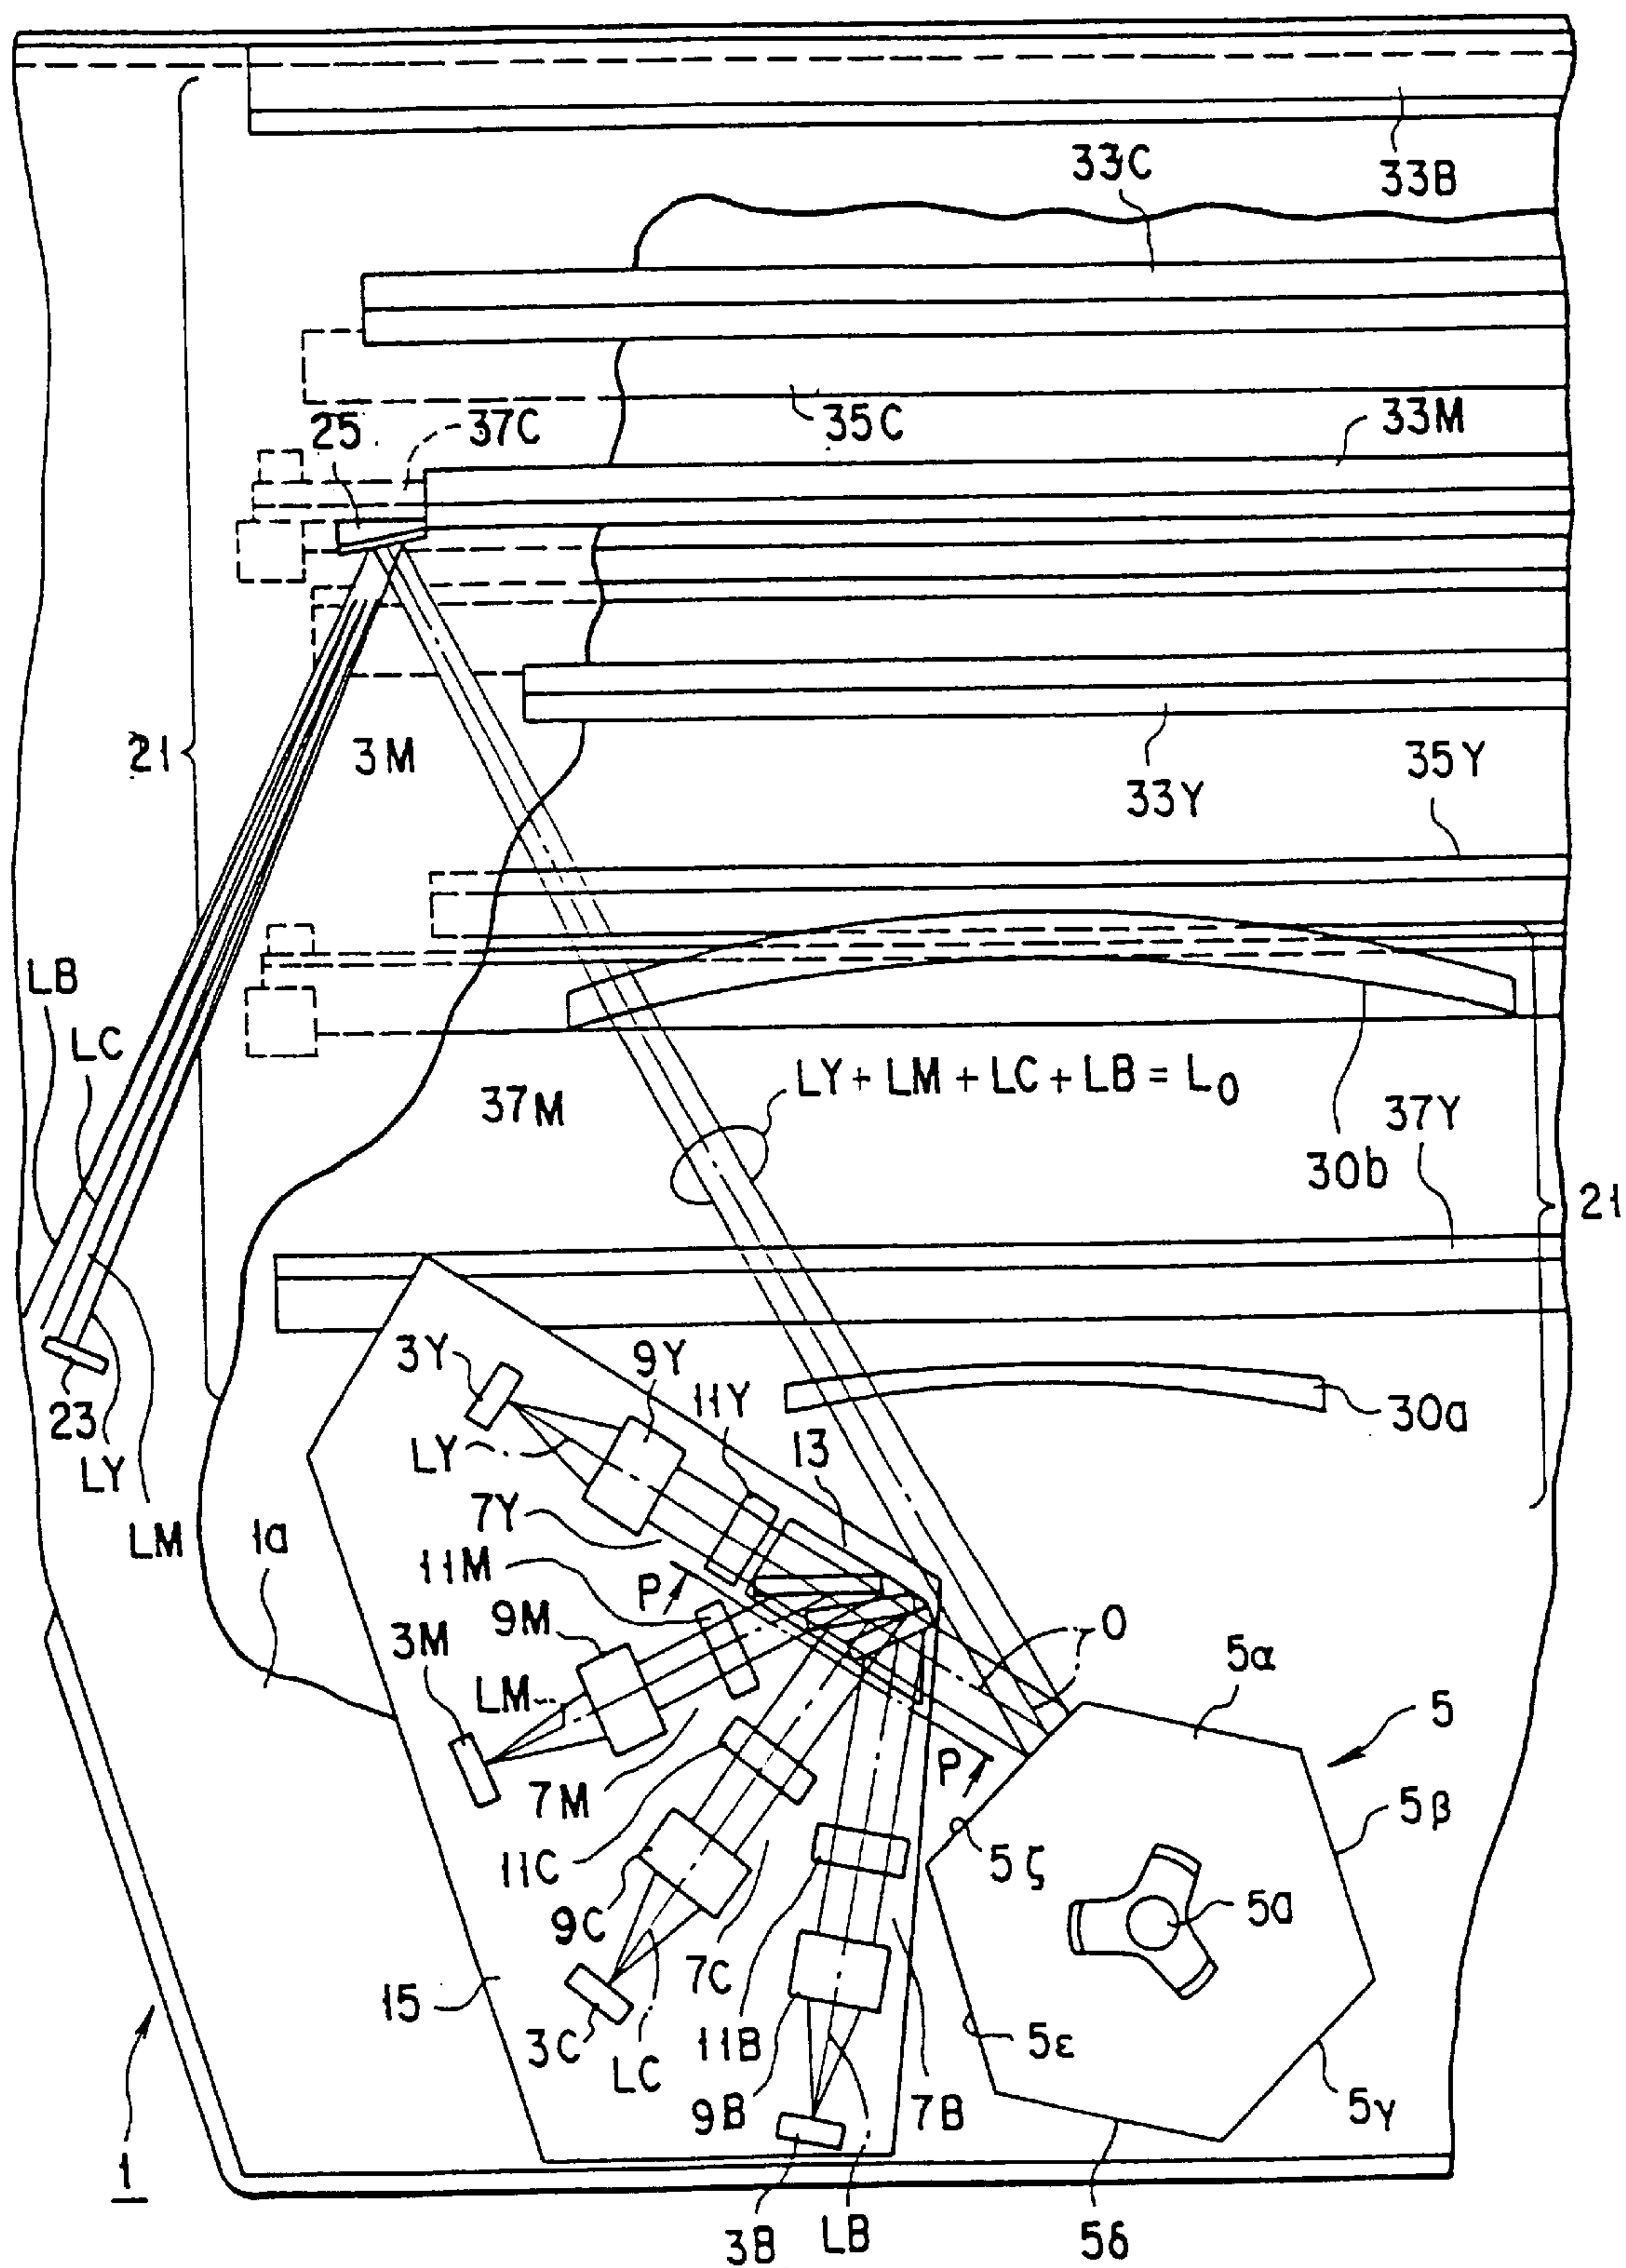 33C
33B
35C
33M
25
37C
21
3M
33Y
35Y
LB
LC
LY + LM + LC + LB = L0
37M
37Y
30b
21
3Y
9Y
11Y
30a
23
LY
13
LY
LM
7Y
1a
11M
P
9M
O
3M
5α
LM
5
P
7M
5β
11C
5ζ
9C
5a
7C
15
3C
11B
5ε
LC
9B
7B
5γ
1
3B
LB
5δ